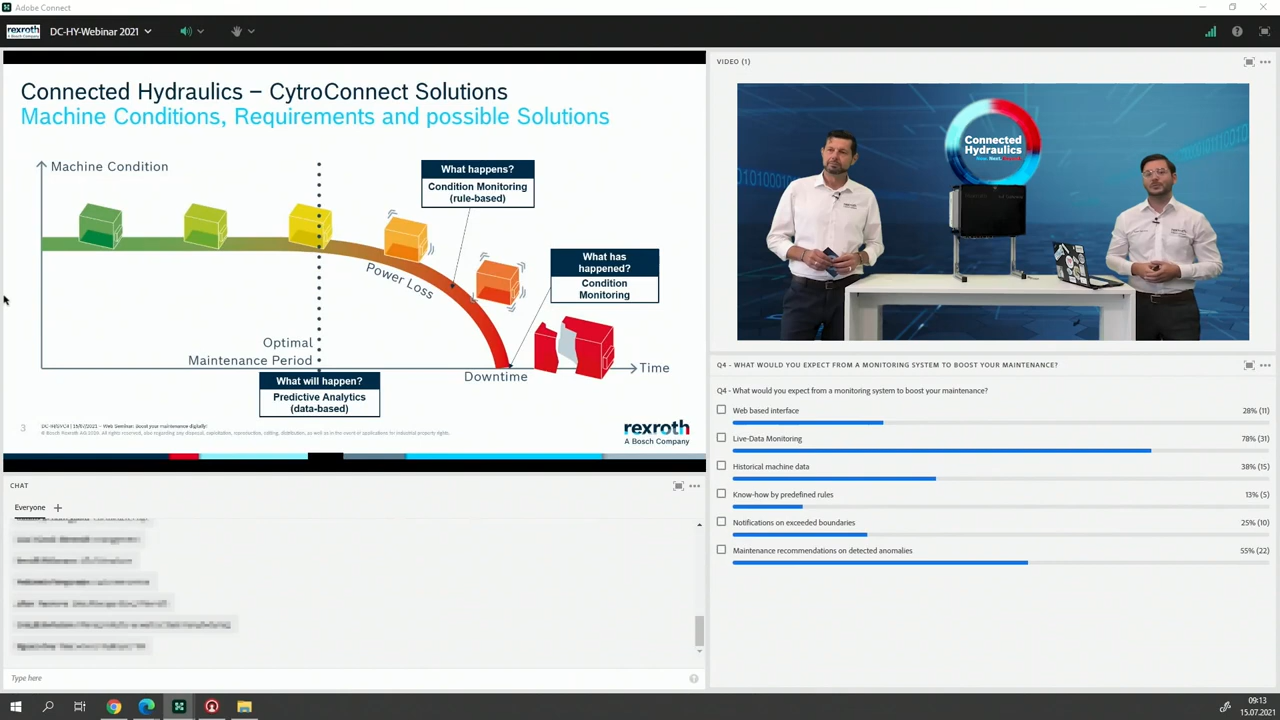 Adobe Connect
rexroth
A Bosch Company
DC-HY-Webinar 2021
Connected Hydraulics – CytroConnect Solutions
Machine Conditions, Requirements and possible Solutions
Machine Condition
What happens?
Condition Monitoring
(rule-based)
What has
happened?
Condition
Monitoring
Power Loss
Optimal
Maintenance Period
Downtime
Time
What will happen?
Predictive Analytics
(data-based)
3
rexroth
A Bosch Company
VIDEO (1)
Connected
Hydraulics
Now. Next.
Q4 - WHAT WOULD YOU EXPECT FROM A MONITORING SYSTEM TO BOOST YOUR MAINTENANCE?
Q4 - What would you expect from a monitoring system to boost your maintenance?
Web based interface 28% (11)
Live-Data Monitoring 78% (31)
Historical machine data 38% (15)
Know-how by predefined rules 13% (5)
Notifications on exceeded boundaries 25% (10)
Maintenance recommendations on detected anomalies 55% (22)
CHAT
Everyone
Type here
09:13
15.07.2021